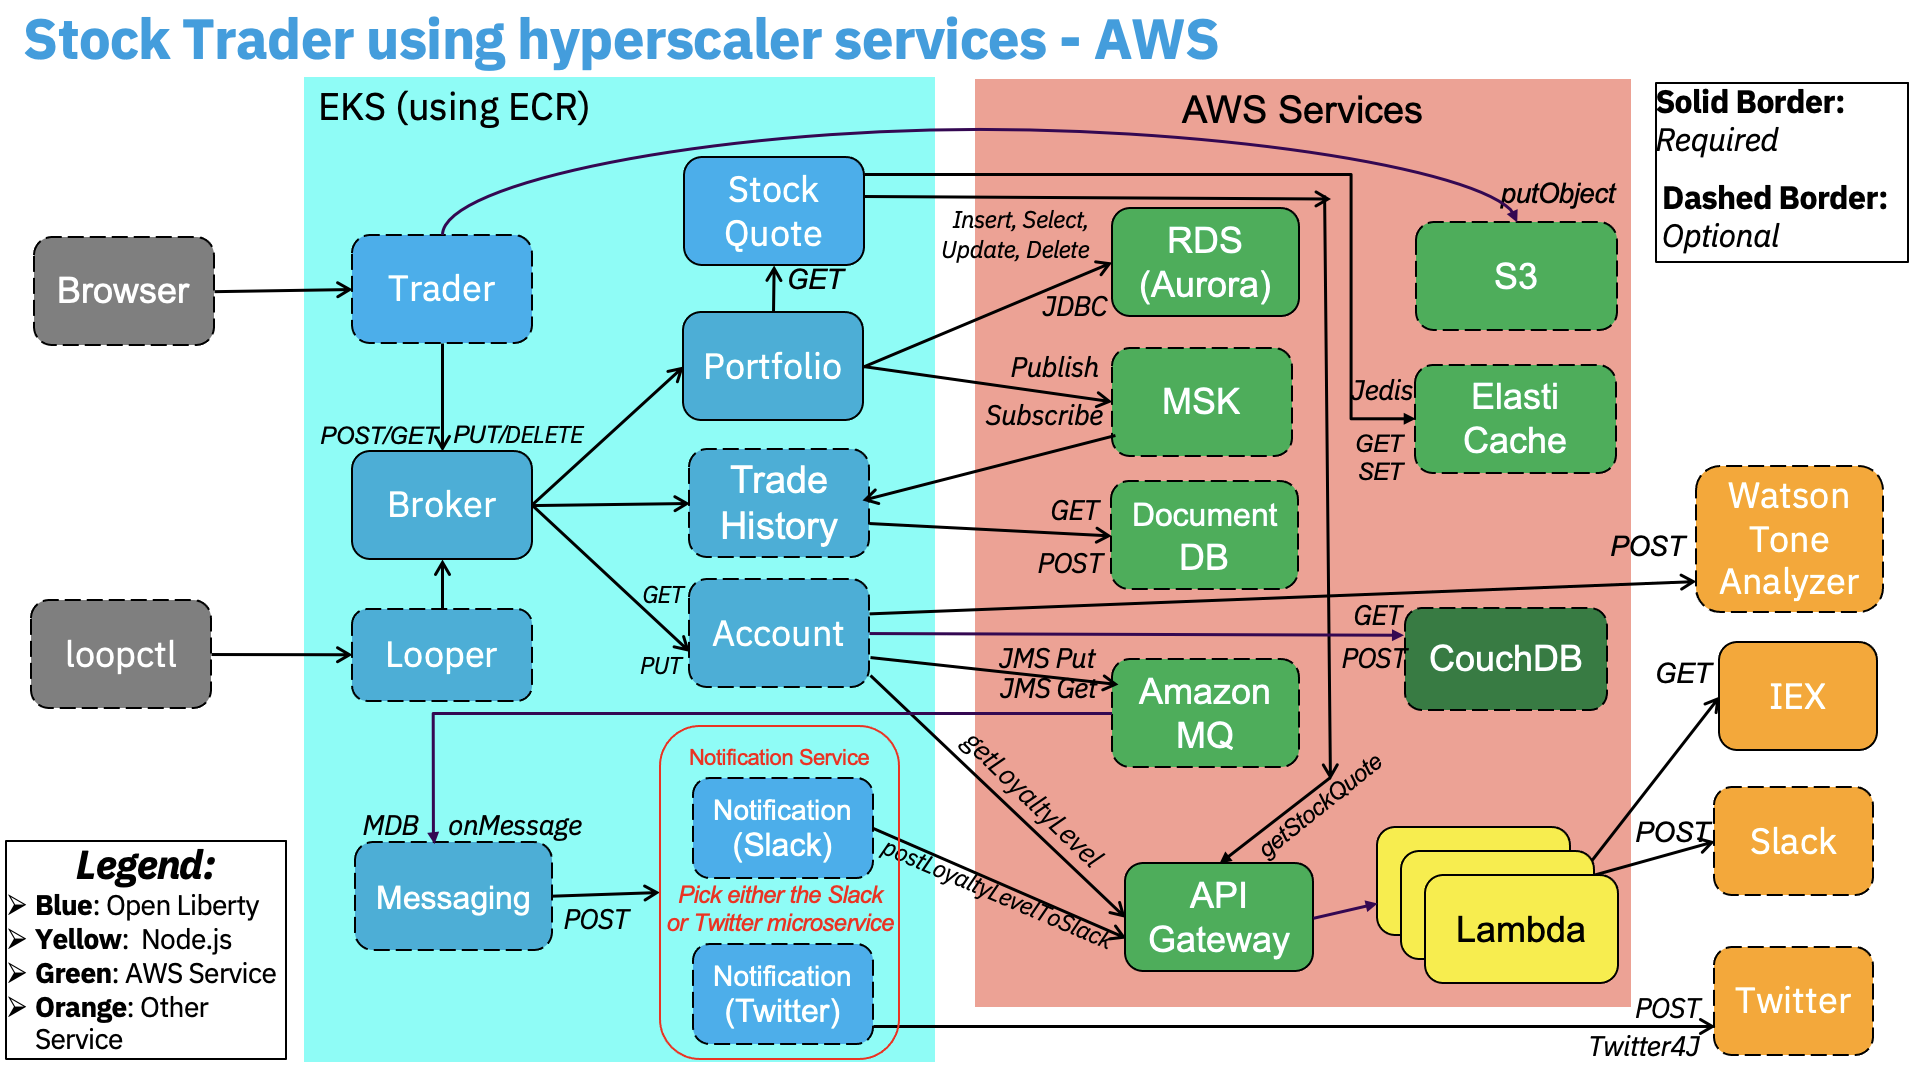 Stock Trader using hyperscaler services - AWS
EKS (using ECR)
AWS Services
Solid Border:
Required
Dashed Border:
Optional
putObject
Stock
Quote
Insert, Select,
Update, Delete
RDS
(Aurora)
S3
Browser
Trader
GET
JDBC
Portfolio
Publish
MSK
Subscribe
Jedis
Elasti
Cache
GET
SET
POST/GET
PUT/DELETE
Broker
Trade
History
GET
Document
DB
POST
Watson
Tone
Analyzer
POST
GET
Account
PUT
GET
CouchDB
POST
loopctl
Looper
JMS Put
JMS Get
Amazon
MQ
GET
IEX
Notification Service
Notification
(Slack)
Pick either the Slack
or Twitter microservice
Notification
(Twitter)
getLoyaltyLevel
getStockQuote
postLoyaltyLevelToSlack
MDB
onMessage
Messaging
POST
API
Gateway
Lambda
POST
Slack
POST
Twitter
Twitter4J
Legend:
➢ Blue: Open Liberty
➢ Yellow: Node.js
➢ Green: AWS Service
➢ Orange: Other
Service